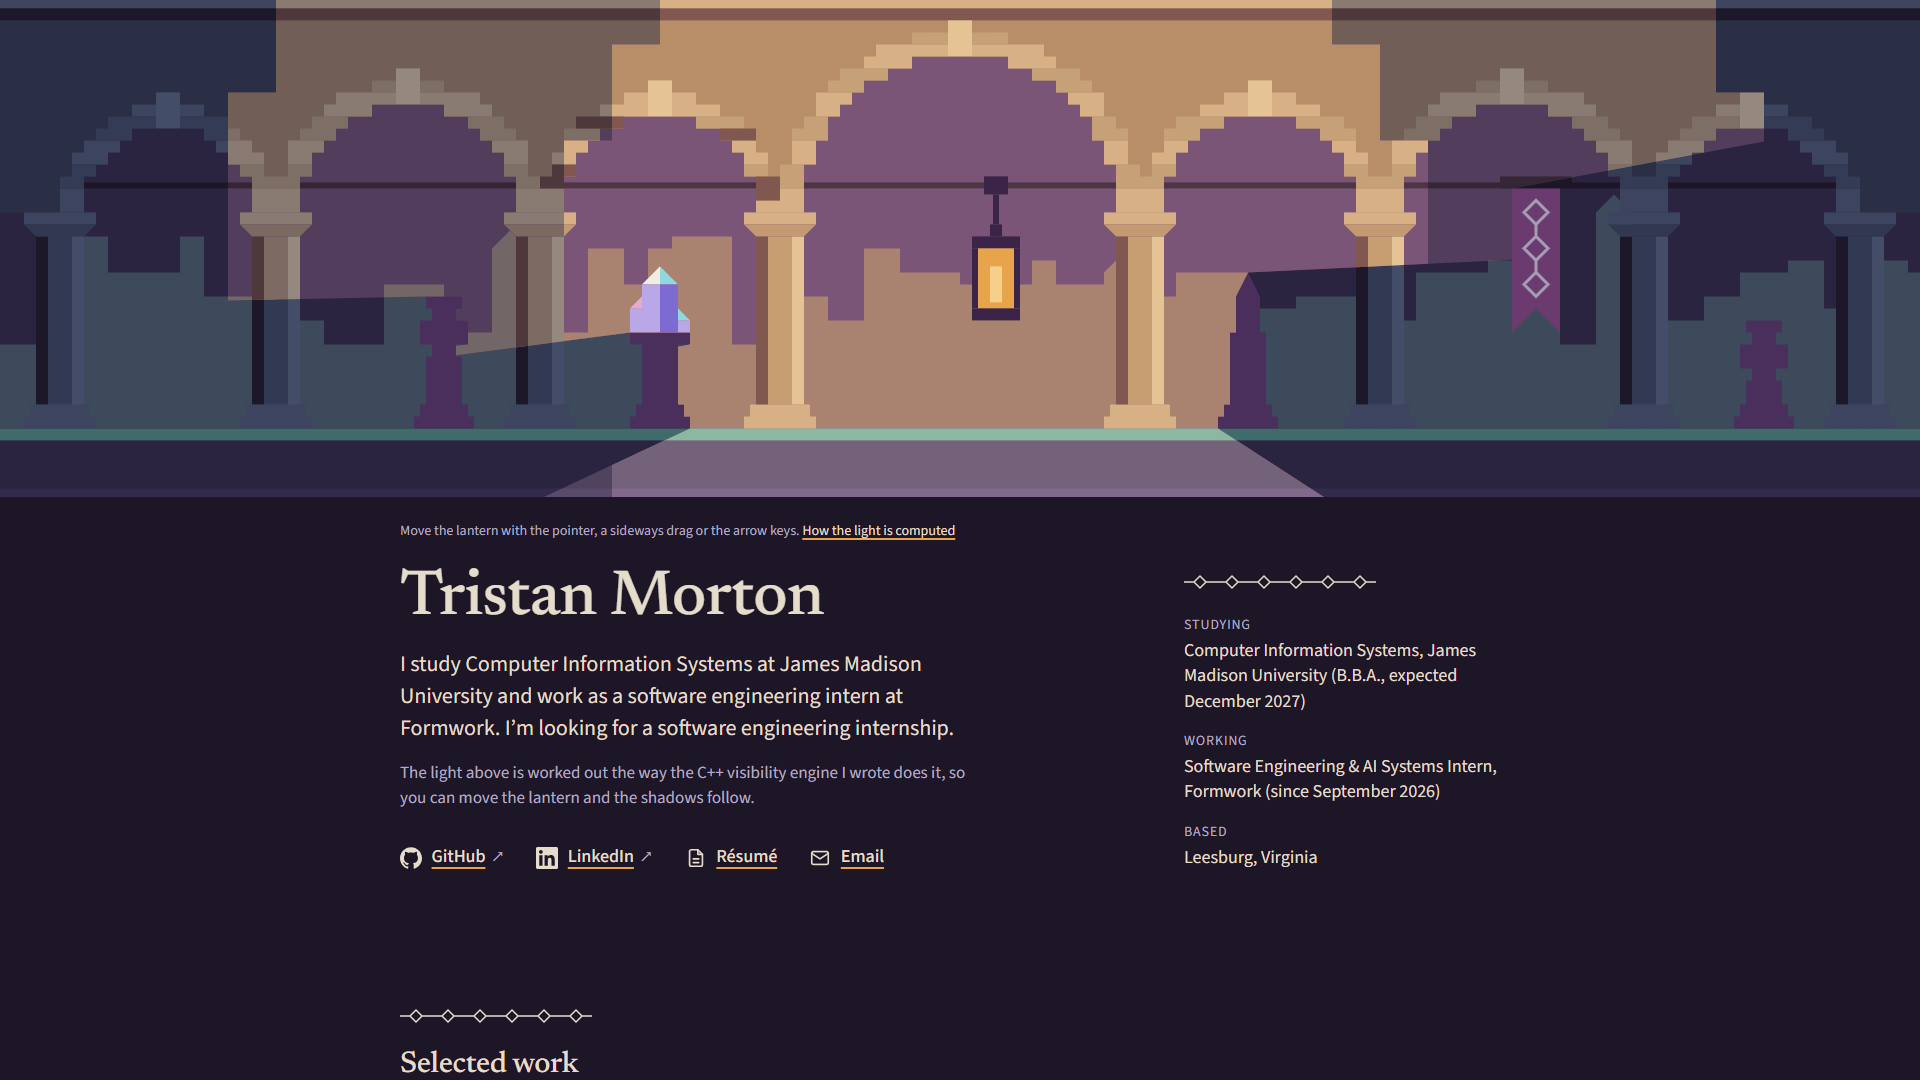 Move the lantern with the pointer, a sideways drag or the arrow keys. How the light is computed
Tristan Morton
I study Computer Information Systems at James Madison
University and work as a software engineering intern at
Formwork. I’m looking for a software engineering internship.
The light above is worked out the way the C++ visibility engine I wrote does it, so
you can move the lantern and the shadows follow.
GitHub ↗ LinkedIn ↗ Résumé Email
STUDYING
Computer Information Systems, James
Madison University (B.B.A., expected
December 2027)
WORKING
Software Engineering & AI Systems Intern,
Formwork (since September 2026)
BASED
Leesburg, Virginia
Selected work